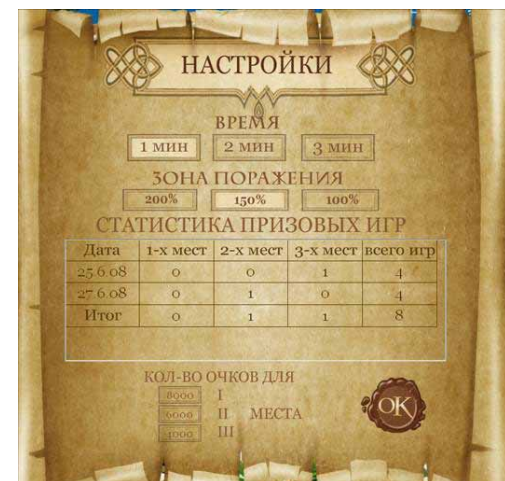 НАСТРОЙКИ
ВРЕМЯ
1 МИН 2 МИН 3 МИН
ЗОНА ПОРАЖЕНИЯ
200% 150% 100%
СТАТИСТИКА ПРИЗОВЫХ ИГР
Дата 1-х мест 2-х мест 3-х мест всего игр
25.6.08 0 0 1 4
27.6.08 0 1 0 4
Итог 0 1 1 8
КОЛ-ВО ОЧКОВ ДЛЯ
8900 I
6000 II МЕСТА
III
OK